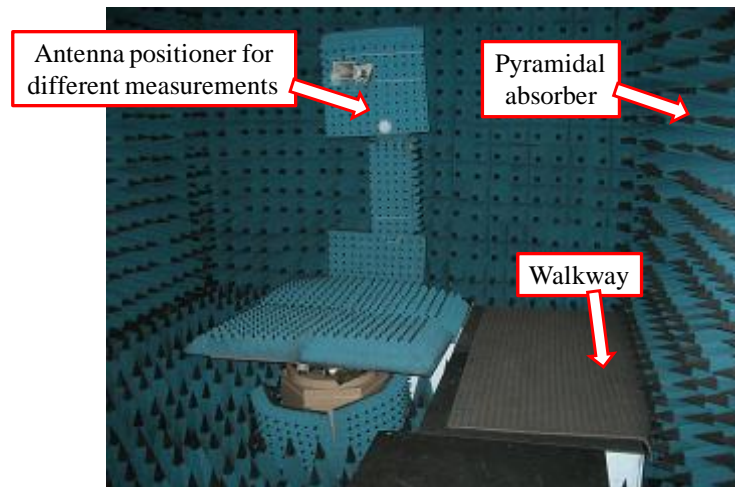 Antenna positioner for
different measurements
Pyramidal
absorber
Walkway